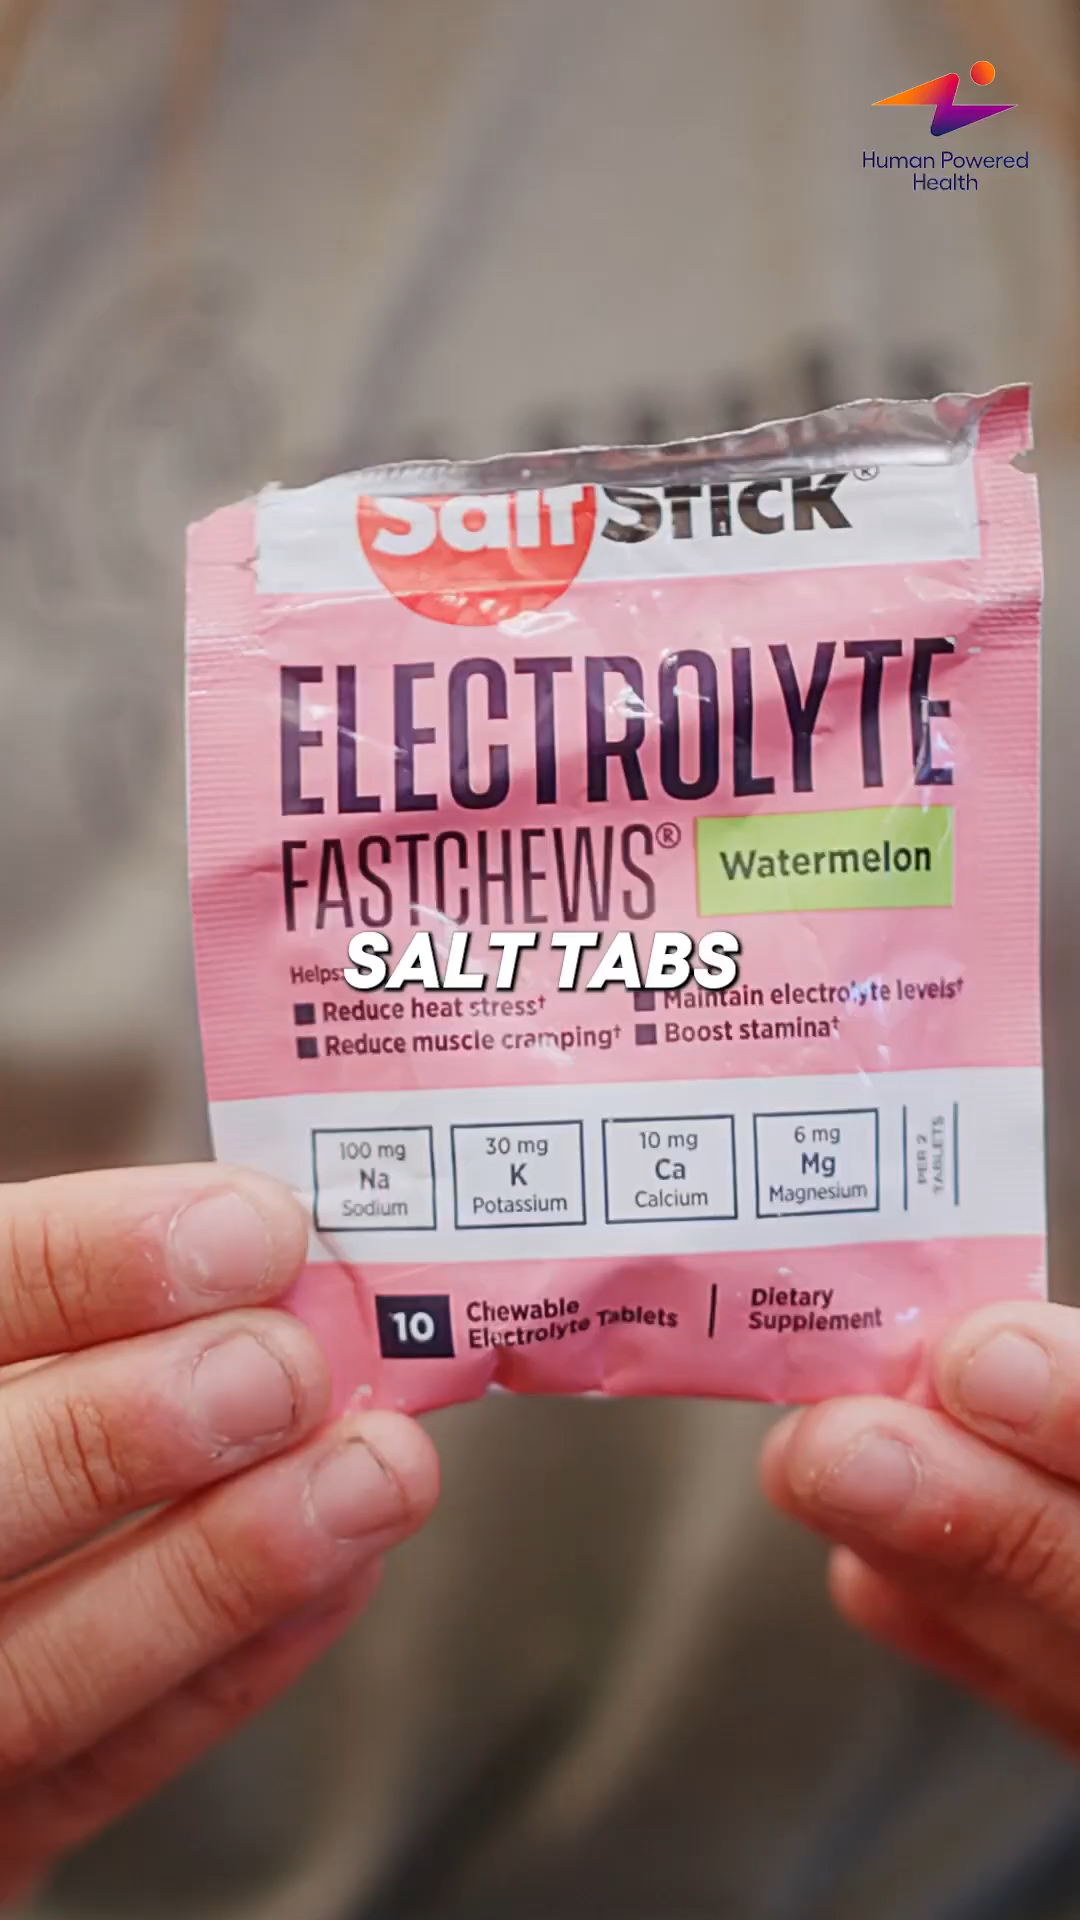 Human Powered
Health
SaltStick®
ELECTROLYTE
FASTCHEWS®
Watermelon
SALT TABS
Helps:
Reduce heat stress†
Maintain electrolyte levels†
Reduce muscle cramping†
Boost stamina†
100 mg
Na
Sodium
30 mg
K
Potassium
10 mg
Ca
Calcium
6 mg
Mg
Magnesium
PER 2
TABLETS
10
Chewable
Electrolyte Tablets
Dietary
Supplement